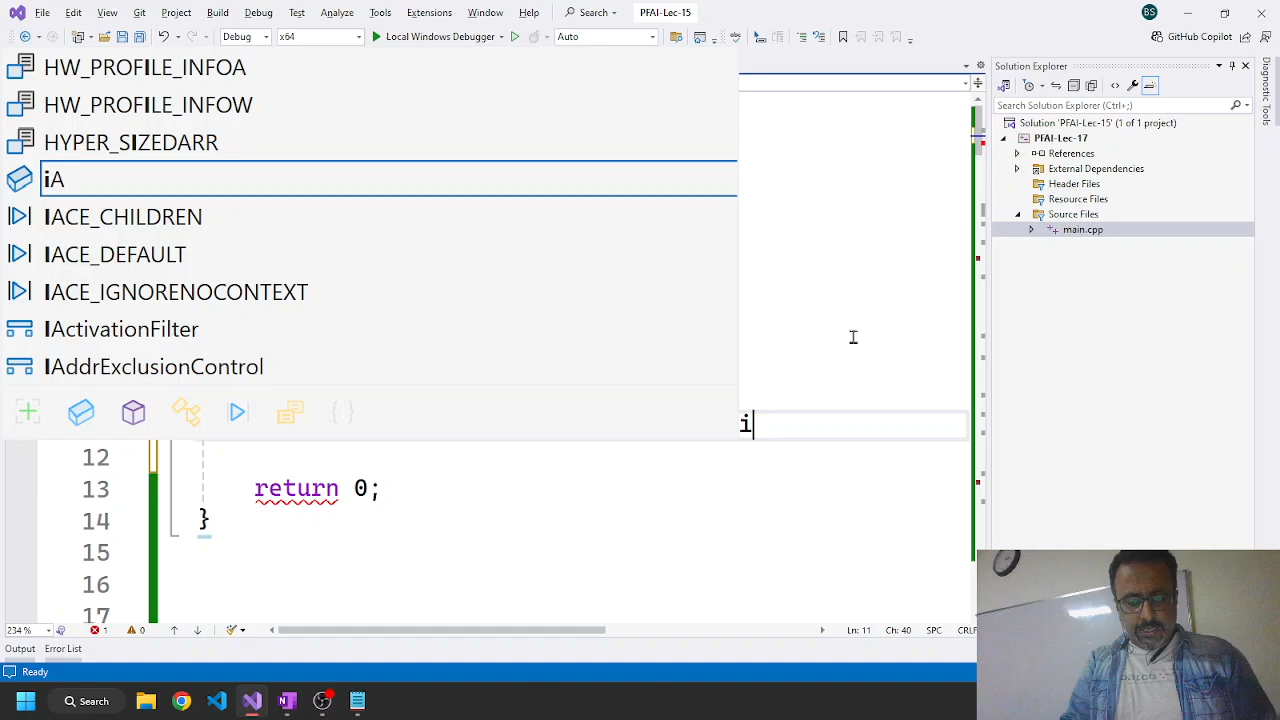 File Edit View Git Project Build Debug Test Analyze Tools Extensions Window Help Search PFAI-Lec-15 BS
Debug x64 Local Windows Debugger Auto GitHub Copilot
HW_PROFILE_INFOA
HW_PROFILE_INFOW
HYPER_SIZEDARR
iA
IACE_CHILDREN
IACE_DEFAULT
IACE_IGNORENOCONTEXT
IActivationFilter
IAddrExclusionControl
i
12
13 return 0;
14 }
15
16
17
Solution Explorer
Search Solution Explorer (Ctrl+;)
Solution 'PFAI-Lec-15' (1 of 1 project)
PFAI-Lec-17
References
External Dependencies
Header Files
Resource Files
Source Files
main.cpp
Diagnostic Tools
234 % 1 0 Ln: 11 Ch: 40 SPC CRLF
Output Error List
Ready
Search